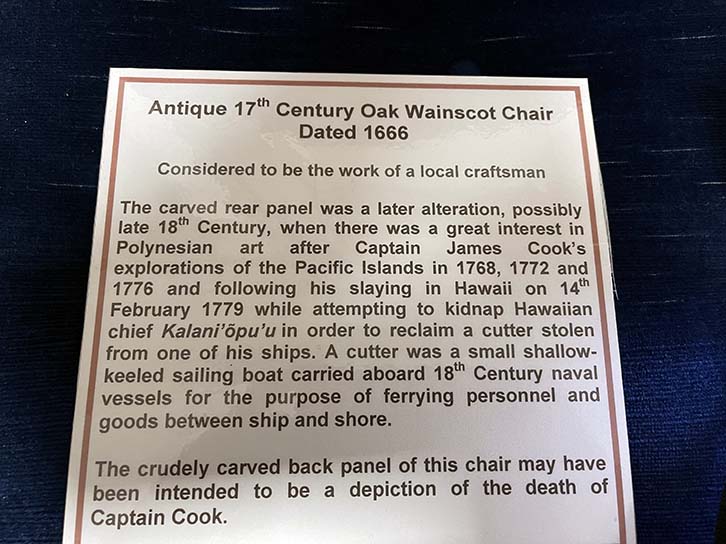 Antique 17th Century Oak Wainscot Chair
Dated 1666
Considered to be the work of a local craftsman
The carved rear panel was a later alteration, possibly
late 18th Century, when there was a great interest in
Polynesian art after Captain James Cook's
explorations of the Pacific Islands in 1768, 1772 and
1776 and following his slaying in Hawaii on 14th
February 1779 while attempting to kidnap Hawaiian
chief Kalani'ōpu'u in order to reclaim a cutter stolen
from one of his ships. A cutter was a small shallow-
keeled sailing boat carried aboard 18th Century naval
vessels for the purpose of ferrying personnel and
goods between ship and shore.
The crudely carved back panel of this chair may have
been intended to be a depiction of the death of
Captain Cook.